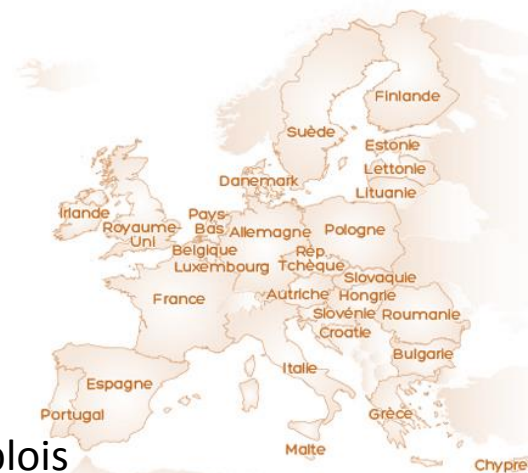 Finlande
Suède
Estonie
Lettonie
Danemark
Lituanie
Irlande
Royaume-
Uni
Pays-
Bas
Allemagne
Pologne
Belgique
Luxembourg
Rép.
Tchèque
Slovaquie
France
Autriche
Hongrie
Slovénie
Roumanie
Croatie
Bulgarie
Italie
Espagne
Portugal
Grèce
Malte
Chypre
plois